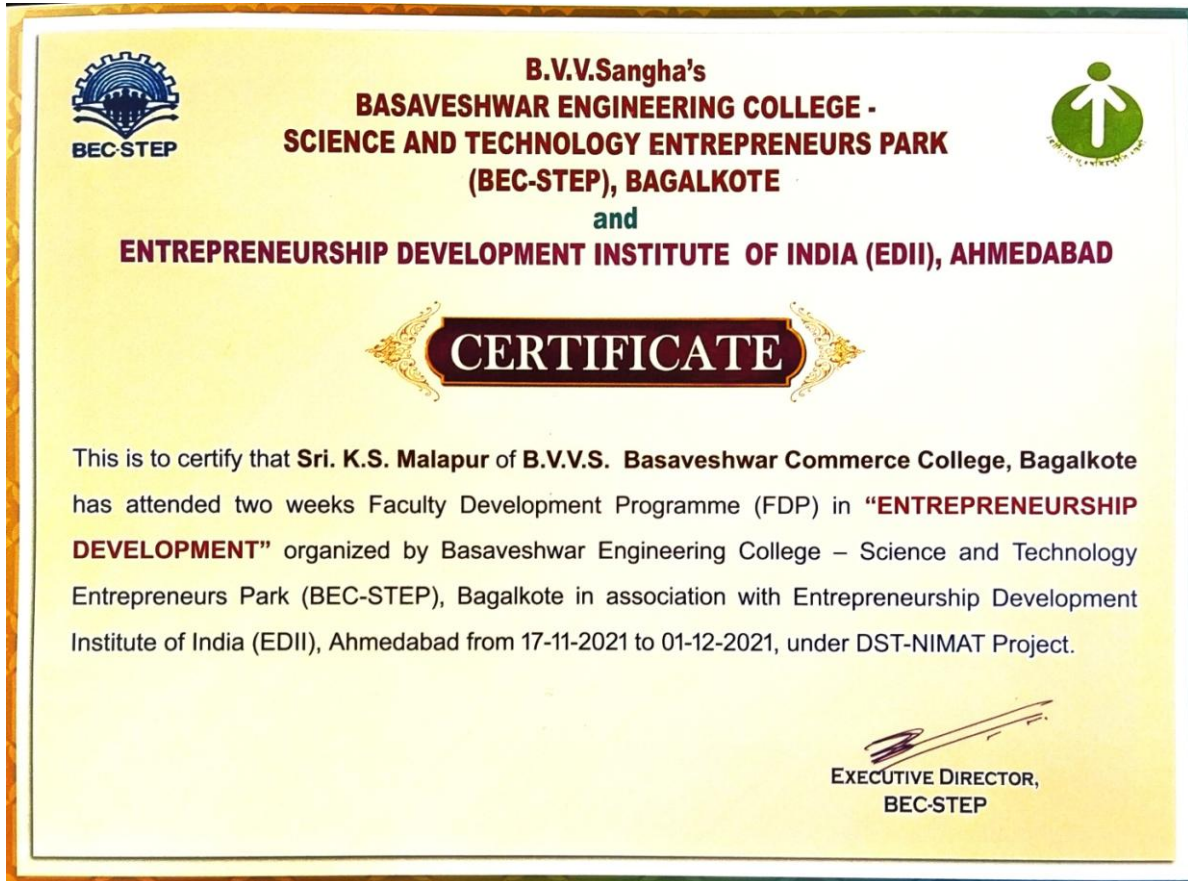 BEC-STEP
B.V.V.Sangha's
BASAVESHWAR ENGINEERING COLLEGE -
SCIENCE AND TECHNOLOGY ENTREPRENEURS PARK
(BEC-STEP), BAGALKOTE
and
ENTREPRENEURSHIP DEVELOPMENT INSTITUTE OF INDIA (EDII), AHMEDABAD
CERTIFICATE
This is to certify that Sri. K.S. Malapur of B.V.V.S. Basaveshwar Commerce College, Bagalkote
has attended two weeks Faculty Development Programme (FDP) in “ENTREPRENEURSHIP
DEVELOPMENT” organized by Basaveshwar Engineering College – Science and Technology
Entrepreneurs Park (BEC-STEP), Bagalkote in association with Entrepreneurship Development
Institute of India (EDII), Ahmedabad from 17-11-2021 to 01-12-2021, under DST-NIMAT Project.
EXECUTIVE DIRECTOR,
BEC-STEP